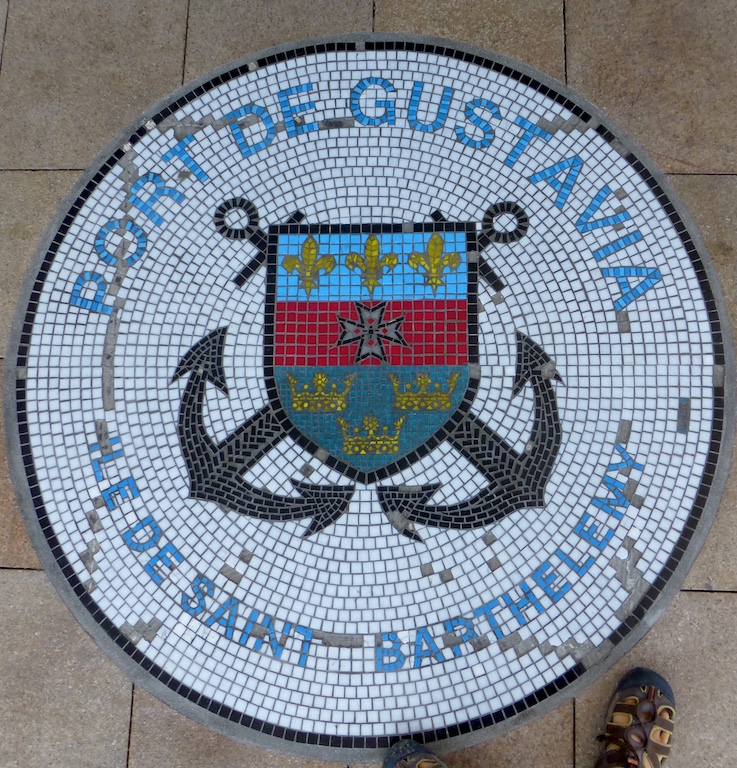 PORT DE GUSTAVIA
ILE DE SAINT BARTHELEMY